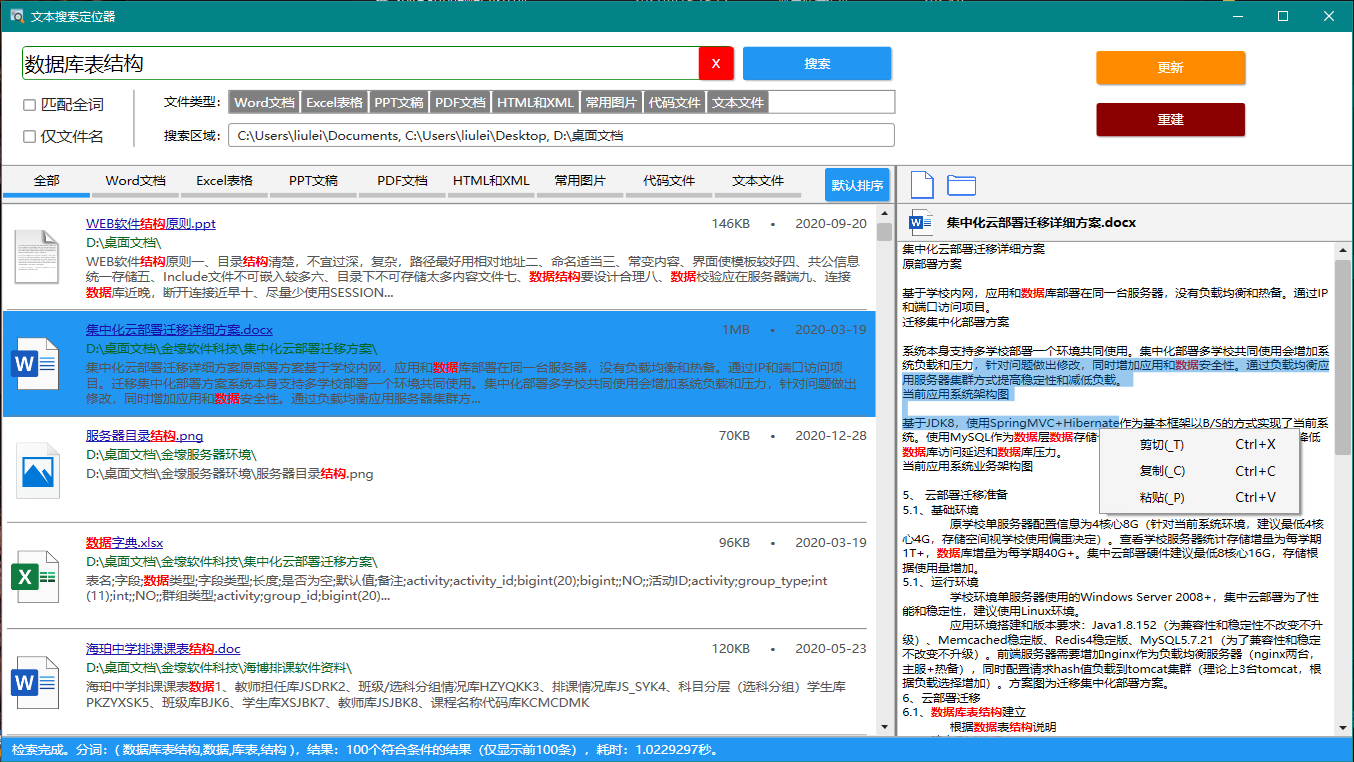 文本搜索定位器
数据库表结构
X
搜索
更新
匹配全词
文件类型:
Word文档 Excel表格 PPT文稿 PDF文档 HTML和XML 常用图片 代码文件 文本文件
仅文件名
搜索区域:
C:\Users\liulei\Documents, C:\Users\liulei\Desktop, D:\桌面文档
重建
全部 Word文档 Excel表格 PPT文稿 PDF文档 HTML和XML 常用图片 代码文件 文本文件
默认排序
WEB软件结构原则.ppt 146KB • 2020-09-20
D:\桌面文档\
WEB软件结构原则一、目录结构清楚，不宜过深，复杂，路径最好用相对地址二、命名适当三、常变内容、界面使模板较好四、共公信息
统一存储五、Include文件不可嵌入较多六、目录下不可存储太多内容文件七、数据结构要设计合理八、数据校验应在服务器端九、连接
数据库近晚，断开连接近早十、尽量少使用SESSION...
集中化云部署迁移详细方案.docx 1MB • 2020-03-19
D:\桌面文档\金壕软件科技\集中化云部署迁移方案\
集中化云部署迁移详细方案原部署方案基于学校内网，应用和数据库部署在同一台服务器，没有负载均衡和热备。通过IP和端口访问项
目。迁移集中化部署方案系统本身支持多学校部署一个环境共同使用。集中化部署多学校共同使用会增加系统负载和压力，针对问题做出
修改，同时增加应用和数据安全性。通过负载均衡应用服务器集群方...
服务器目录结构.png 70KB • 2020-12-28
D:\桌面文档\金壕服务器环境\
D:\桌面文档\金壕服务器环境\服务器目录结构.png
数据字典.xlsx 96KB • 2020-03-19
D:\桌面文档\金壕软件科技\集中化云部署迁移方案\
表名;字段;数据类型;字段类型;长度;是否为空;默认值;备注;activity;activity_id;bigint(20);bigint;;NO;;活动ID;activity;group_type;int
(11);int;;NO;;群组类型;activity;group_id;bigint(20)...
海珀中学排课课表结构.doc 120KB • 2020-05-23
D:\桌面文档\金壕软件科技\海博排课软件资料\
海珀中学排课课表数据1、教师担任库JSDRK2、班级/选科分组情况库HZYQKK3、排课情况库JS_SYK4、科目分层（选科分组）学生库
PKZYXSK5、班级库BJK6、学生库XSJBK7、教师库JSJBK8、课程名称代码库KCMCDMK
集中化云部署迁移详细方案.docx
集中化云部署迁移详细方案
原部署方案
基于学校内网，应用和数据库部署在同一台服务器，没有负载均衡和热备。通过IP
和端口访问项目。
迁移集中化部署方案
系统本身支持多学校部署一个环境共同使用。集中化部署多学校共同使用会增加系
统负载和压力，针对问题做出修改，同时增加应用和数据安全性。通过负载均衡应
用服务器集群方式提高稳定性和减低负载。
当前应用系统架构图
基于JDK8，使用SpringMVC+Hibernate作为基本框架以B/S的方式实现了当前系
统。使用MySQL作为数据层数据存储 降低
数据库访问延迟和数据库压力。
当前应用系统业务架构图
剪切(_T) Ctrl+X
复制(_C) Ctrl+C
粘贴(_P) Ctrl+V
5、 云部署迁移准备
5.1、基础环境
原学校单服务器配置信息为4核心8G（针对当前系统环境，建议最低4核
心4G，存储空间视学校使用偏重决定）。查看学校服务器统计存储增量为每学期
1T+，数据库增量为每学期40G+。集中云部署硬件建议最低8核心16G，存储根
据使用量增加。
5.1、运行环境
学校环境单服务器使用的Windows Server 2008+，集中云部署为了性
能和稳定性，建议使用Linux环境。
应用环境搭建和版本要求：Java1.8.152（为兼容性和稳定性不改变不升
级）、Memcached稳定版、Redis4稳定版、MySQL5.7.21（为了兼容性和稳定
不改变不升级）。前端服务器需要增加nginx作为负载均衡服务器（nginx两台，
主服+热备），同时配置请求hash值负载到tomcat集群（理论上3台tomcat，根
据负载选择增加）。方案图为迁移集中化部署方案。
6、云部署迁移
6.1、数据库表结构建立
根据数据表结构说明
检索完成。分词：( 数据库表结构,数据,库表,结构 )，结果：100个符合条件的结果（仅显示前100条），耗时：1.0229297秒。